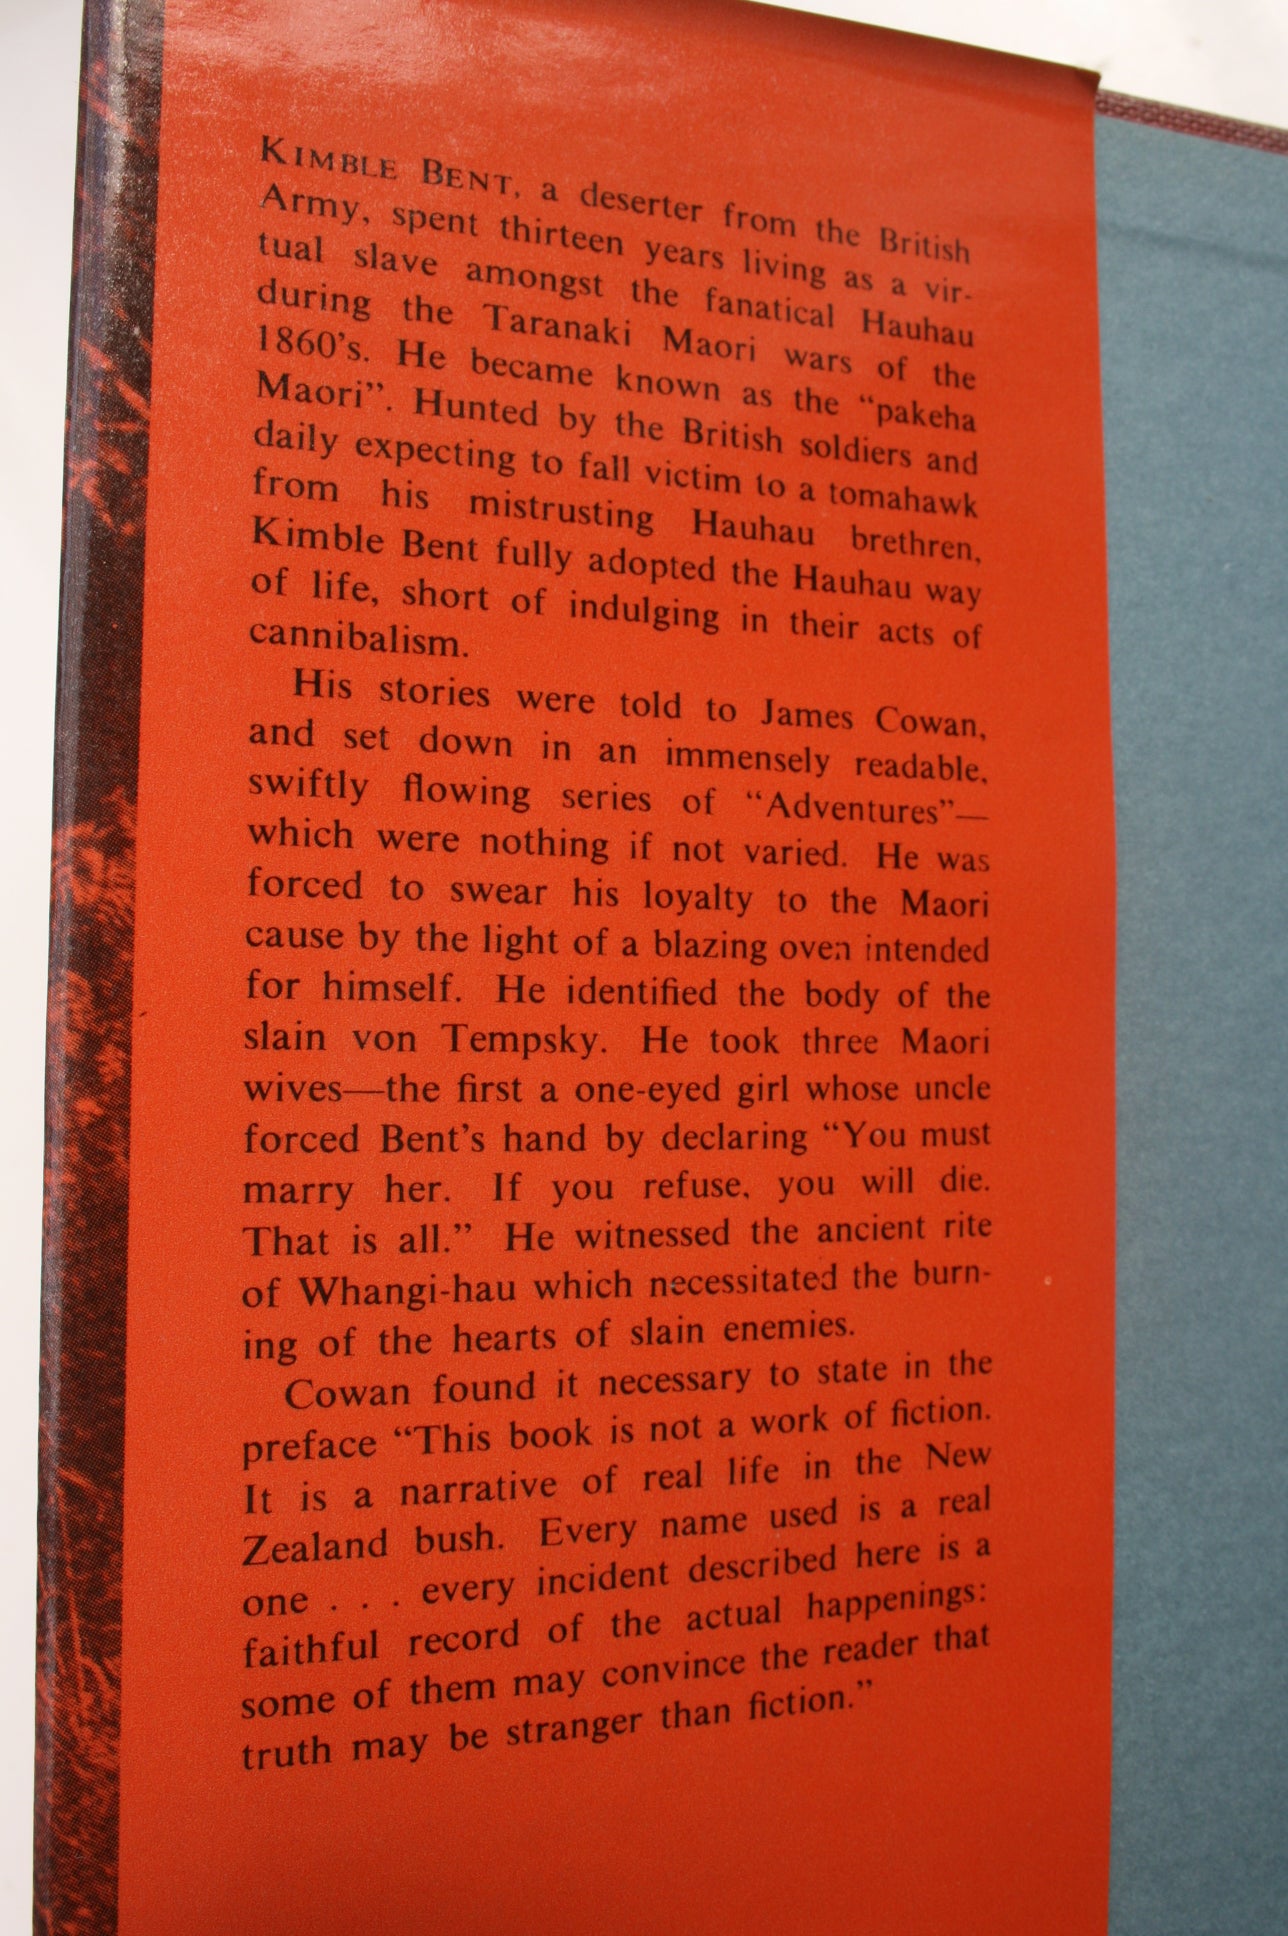 KIMBLE BENT, a deserter from the British
Army, spent thirteen years living as a vir-
tual slave amongst the fanatical Hauhau
during the Taranaki Maori wars of the
1860's. He became known as the “pakeha
Maori”. Hunted by the British soldiers and
daily expecting to fall victim to a tomahawk
from his mistrusting Hauhau brethren,
Kimble Bent fully adopted the Hauhau way
of life, short of indulging in their acts of
cannibalism.
His stories were told to James Cowan,
and set down in an immensely readable,
swiftly flowing series of “Adventures”—
which were nothing if not varied. He was
forced to swear his loyalty to the Maori
cause by the light of a blazing oven intended
for himself. He identified the body of the
slain von Tempsky. He took three Maori
wives—the first a one-eyed girl whose uncle
forced Bent's hand by declaring “You must
marry her. If you refuse, you will die.
That is all.” He witnessed the ancient rite
of Whangi-hau which necessitated the burn-
ing of the hearts of slain enemies.
Cowan found it necessary to state in the
preface “This book is not a work of fiction.
It is a narrative of real life in the New
Zealand bush. Every name used is a real
one . . . every incident described here is a
faithful record of the actual happenings:
some of them may convince the reader that
truth may be stranger than fiction.”